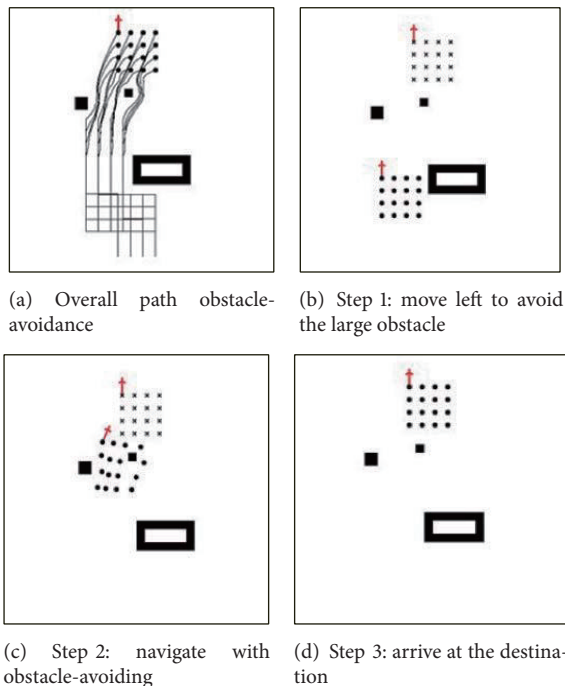 (a) Overall path obstacle-
avoidance
(b) Step 1: move left to avoid
the large obstacle
(c) Step 2: navigate with
obstacle-avoiding
(d) Step 3: arrive at the destina-
tion